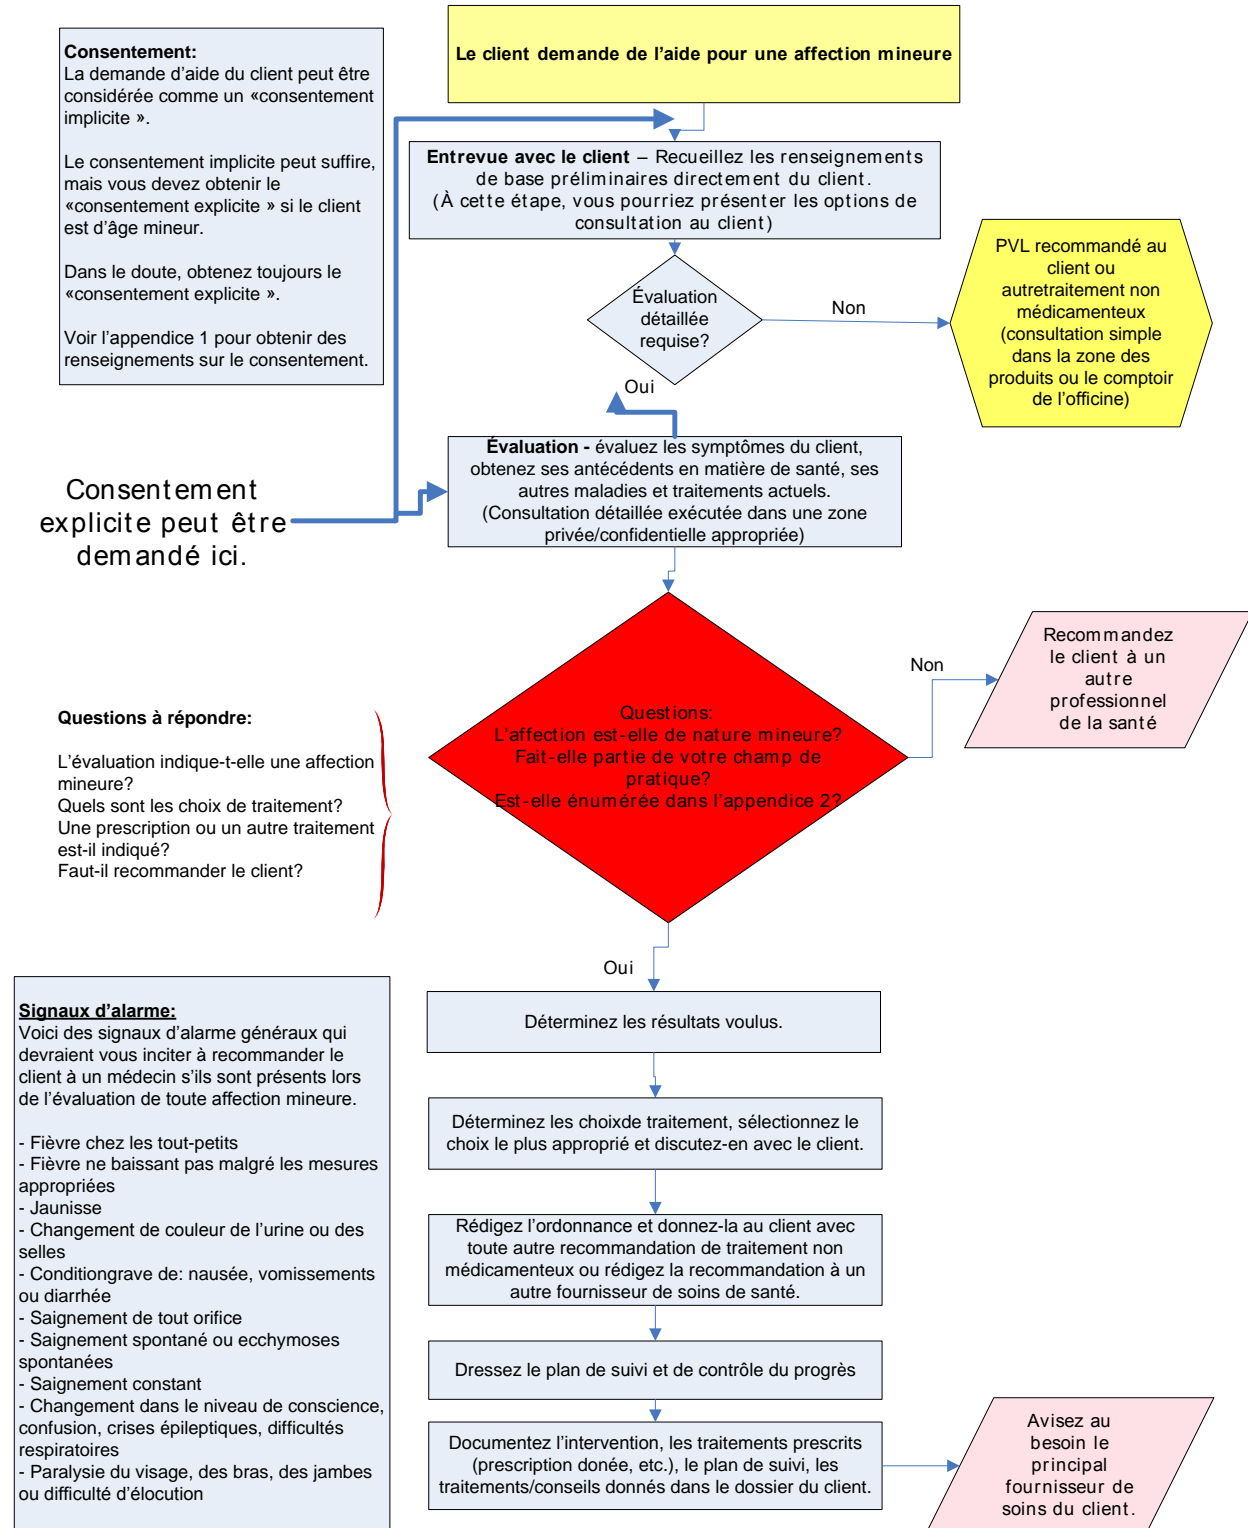 Consentement:
La demande d'aide du client peut être
considérée comme un «consentement
implicite ».
Le consentement implicite peut suffire,
mais vous devez obtenir le
«consentement explicite » si le client
est d'âge mineur.
Dans le doute, obtenez toujours le
«consentement explicite ».
Voir l'appendice 1 pour obtenir des
renseignements sur le consentement.
Le client demande de l'aide pour une affection mineure
Entrevue avec le client – Recueillez les renseignements
de base préliminaires directement du client.
(À cette étape, vous pourriez présenter les options de
consultation au client)
Évaluation
détaillée
requise?
Non
PVL recommandé au
client ou
autretraitement non
médicamenteux
(consultation simple
dans la zone des
produits ou le comptoir
de l'officine)
Oui
Évaluation - évaluez les symptômes du client,
obtenez ses antécédents en matière de santé, ses
autres maladies et traitements actuels.
(Consultation détaillée exécutée dans une zone
privée/confidentielle appropriée)
Consentement
explicite peut être
demandé ici.
Questions:
L'affection est-elle de nature mineure?
Fait-elle partie de votre champ de
pratique?
Est-elle énumérée dans l'appendice 2?
Non
Recommandez
le client à un
autre
professionnel
de la santé
Questions à répondre:
L'évaluation indique-t-elle une affection
mineure?
Quels sont les choix de traitement?
Une prescription ou un autre traitement
est-il indiqué?
Faut-il recommander le client?
Oui
Déterminez les résultats voulus.
Déterminez les choixde traitement, sélectionnez le
choix le plus approprié et discutez-en avec le client.
Rédigez l'ordonnance et donnez-la au client avec
toute autre recommandation de traitement non
médicamenteux ou rédigez la recommandation à un
autre fournisseur de soins de santé.
Dressez le plan de suivi et de contrôle du progrès
Documentez l'intervention, les traitements prescrits
(prescription donée, etc.), le plan de suivi, les
traitements/conseils donnés dans le dossier du client.
Avisez au
besoin le
principal
fournisseur de
soins du client.
Signaux d'alarme:
Voici des signaux d'alarme généraux qui
devraient vous inciter à recommander le
client à un médecin s'ils sont présents lors
de l'évaluation de toute affection mineure.
- Fièvre chez les tout-petits
- Fièvre ne baissant pas malgré les mesures
appropriées
- Jaunisse
- Changement de couleur de l'urine ou des
selles
- Conditiongrave de: nausée, vomissements
ou diarrhée
- Saignement de tout orifice
- Saignement spontané ou ecchymoses
spontanées
- Saignement constant
- Changement dans le niveau de conscience,
confusion, crises épileptiques, difficultés
respiratoires
- Paralysie du visage, des bras, des jambes
ou difficulté d'élocution